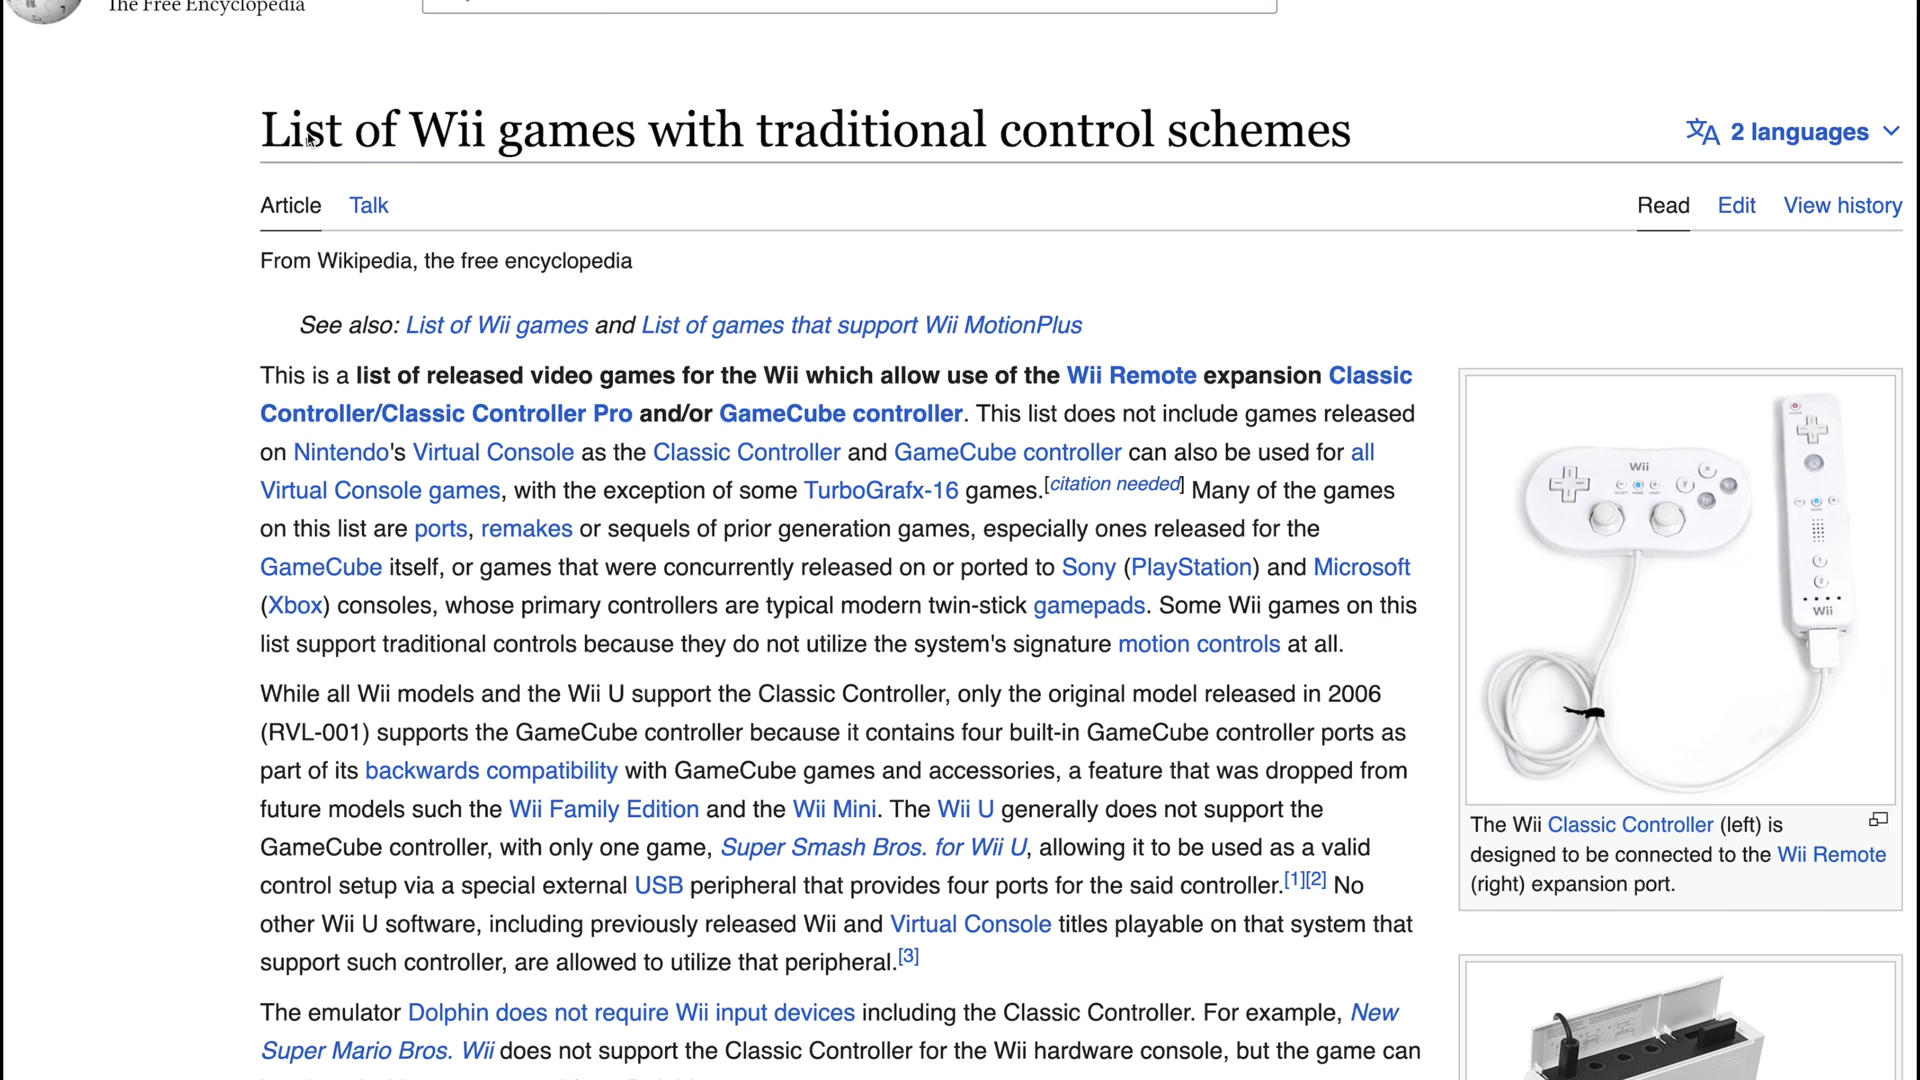 The Free Encyclopedia
List of Wii games with traditional control schemes
2 languages
Article Talk
Read Edit View history
From Wikipedia, the free encyclopedia
See also: List of Wii games and List of games that support Wii MotionPlus
This is a list of released video games for the Wii which allow use of the Wii Remote expansion Classic
Controller/Classic Controller Pro and/or GameCube controller. This list does not include games released
on Nintendo's Virtual Console as the Classic Controller and GameCube controller can also be used for all
Virtual Console games, with the exception of some TurboGrafx-16 games.[citation needed] Many of the games
on this list are ports, remakes or sequels of prior generation games, especially ones released for the
GameCube itself, or games that were concurrently released on or ported to Sony (PlayStation) and Microsoft
(Xbox) consoles, whose primary controllers are typical modern twin-stick gamepads. Some Wii games on this
list support traditional controls because they do not utilize the system's signature motion controls at all.
While all Wii models and the Wii U support the Classic Controller, only the original model released in 2006
(RVL-001) supports the GameCube controller because it contains four built-in GameCube controller ports as
part of its backwards compatibility with GameCube games and accessories, a feature that was dropped from
future models such the Wii Family Edition and the Wii Mini. The Wii U generally does not support the
GameCube controller, with only one game, Super Smash Bros. for Wii U, allowing it to be used as a valid
control setup via a special external USB peripheral that provides four ports for the said controller.[1][2] No
other Wii U software, including previously released Wii and Virtual Console titles playable on that system that
support such controller, are allowed to utilize that peripheral.[3]
The emulator Dolphin does not require Wii input devices including the Classic Controller. For example, New
Super Mario Bros. Wii does not support the Classic Controller for the Wii hardware console, but the game can
Wii
Wii
The Wii Classic Controller (left) is
designed to be connected to the Wii Remote
(right) expansion port.